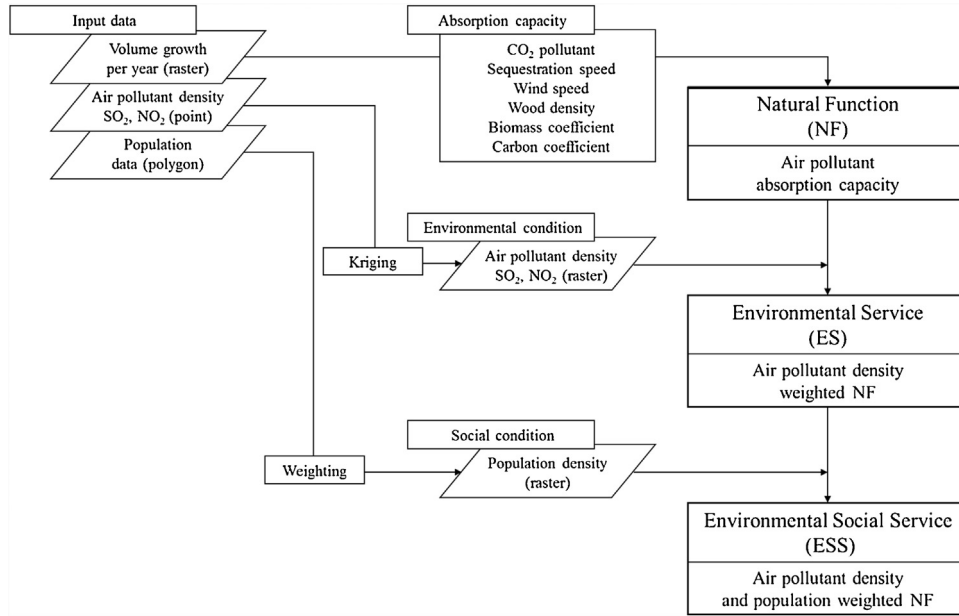 Input data
Volume growth
per year (raster)
Air pollutant density
SO₂, NO₂ (point)
Population
data (polygon)
Absorption capacity
CO₂ pollutant
Sequestration speed
Wind speed
Wood density
Biomass coefficient
Carbon coefficient
Natural Function
(NF)
Air pollutant
absorption capacity
Kriging
Environmental condition
Air pollutant density
SO₂, NO₂ (raster)
Environmental Service
(ES)
Air pollutant density
weighted NF
Weighting
Social condition
Population density
(raster)
Environmental Social Service
(ESS)
Air pollutant density
and population weighted NF